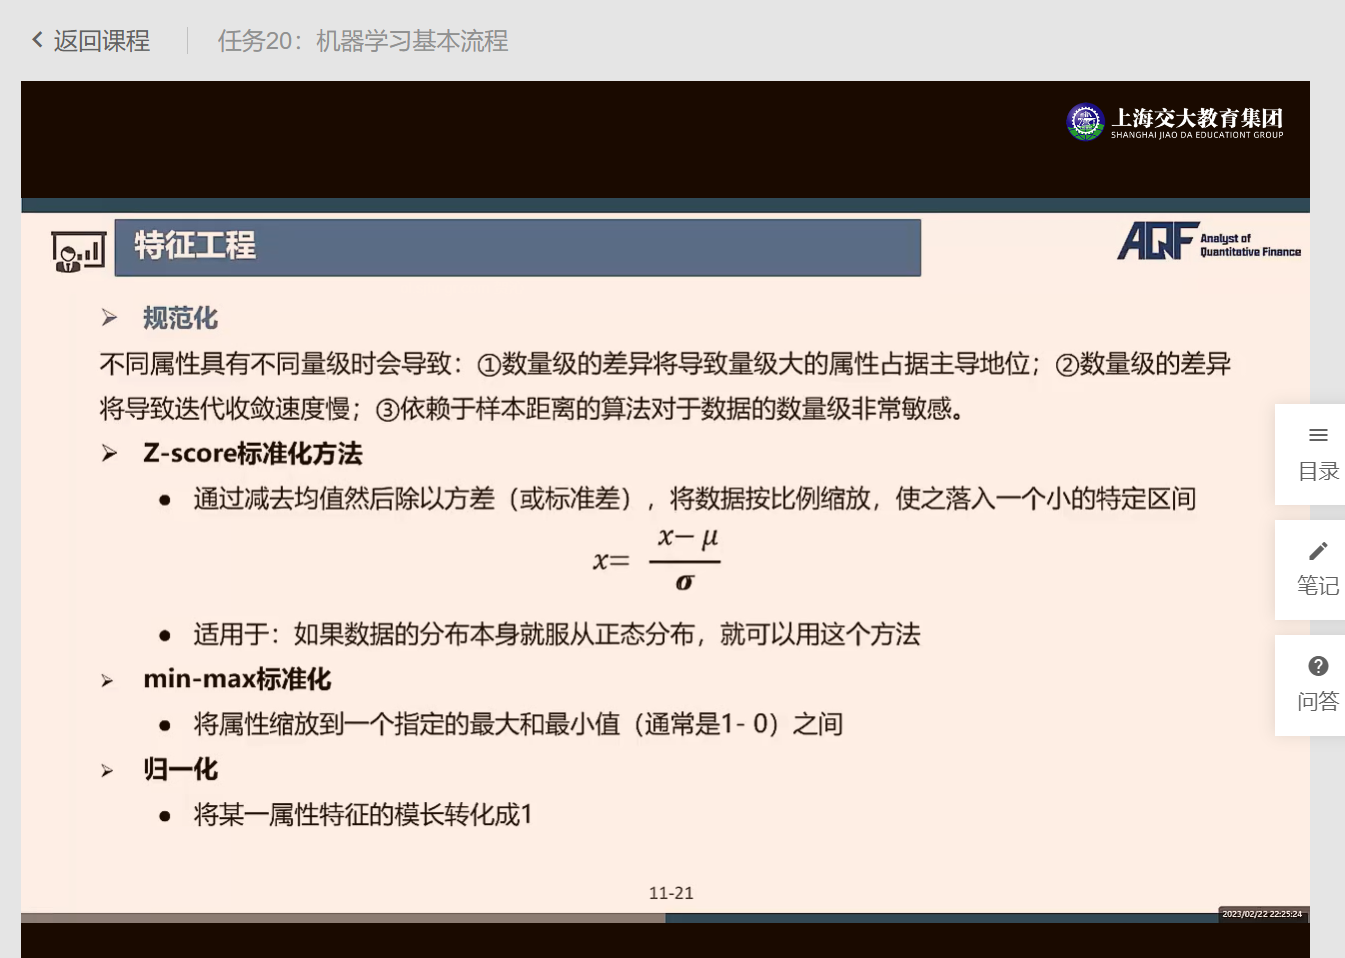 返回课程
任务20：机器学习基本流程
上海交大教育集团
SHANGHAI JIAO DA EDUCATIONT GROUP
特征工程
AQF Analyst of
Quantitative Finance
规范化
不同属性具有不同量级时会导致：①数量级的差异将导致量级大的属性占据主导地位；②数量级的差异
将导致迭代收敛速度慢；③依赖于样本距离的算法对于数据的数量级非常敏感。
Z-score标准化方法
通过减去均值然后除以方差（或标准差），将数据按比例缩放，使之落入一个小的特定区间
x= (x− μ)/σ
适用于：如果数据的分布本身就服从正态分布，就可以用这个方法
min-max标准化
将属性缩放到一个指定的最大和最小值（通常是1- 0）之间
归一化
将某一属性特征的模长转化成1
11-21
2023/02/22 22:25:24
目录
笔记
问答